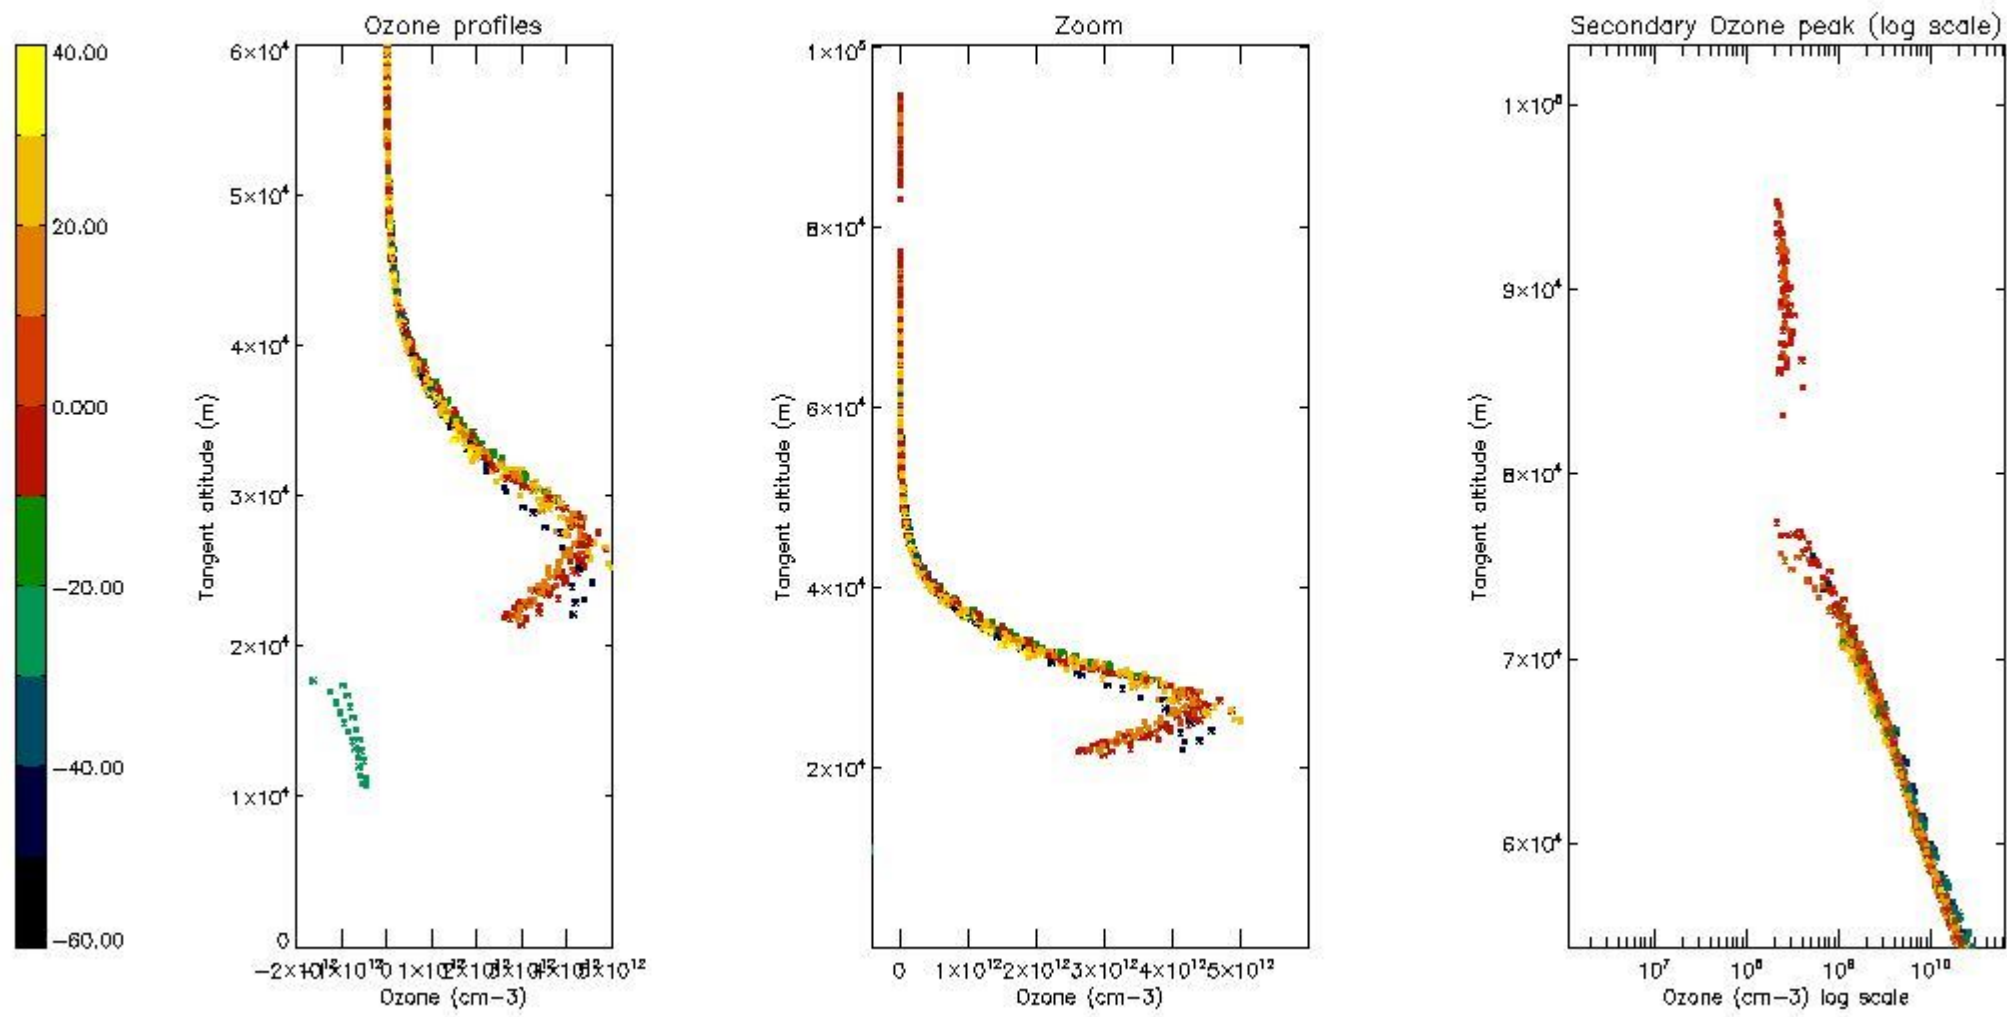 Ozone profiles
Zoom
Secondary Ozone peak (log scale)
40.00
20.00
0.000
−20.00
−40.00
−60.00
6×10⁴
5×10⁴
4×10⁴
3×10⁴
2×10⁴
1×10⁴
0
Tangent altitude (m)
0
Ozone (cm−3)
1×10⁵
8×10⁴
6×10⁴
4×10⁴
2×10⁴
Tangent altitude (m)
0 1×10¹² 2×10¹² 3×10¹² 4×10¹² 5×10¹²
Ozone (cm−3)
9×10⁴
8×10⁴
7×10⁴
6×10⁴
Tangent altitude (m)
10⁷ 10⁸ 10⁹ 10¹⁰
Ozone (cm−3) log scale